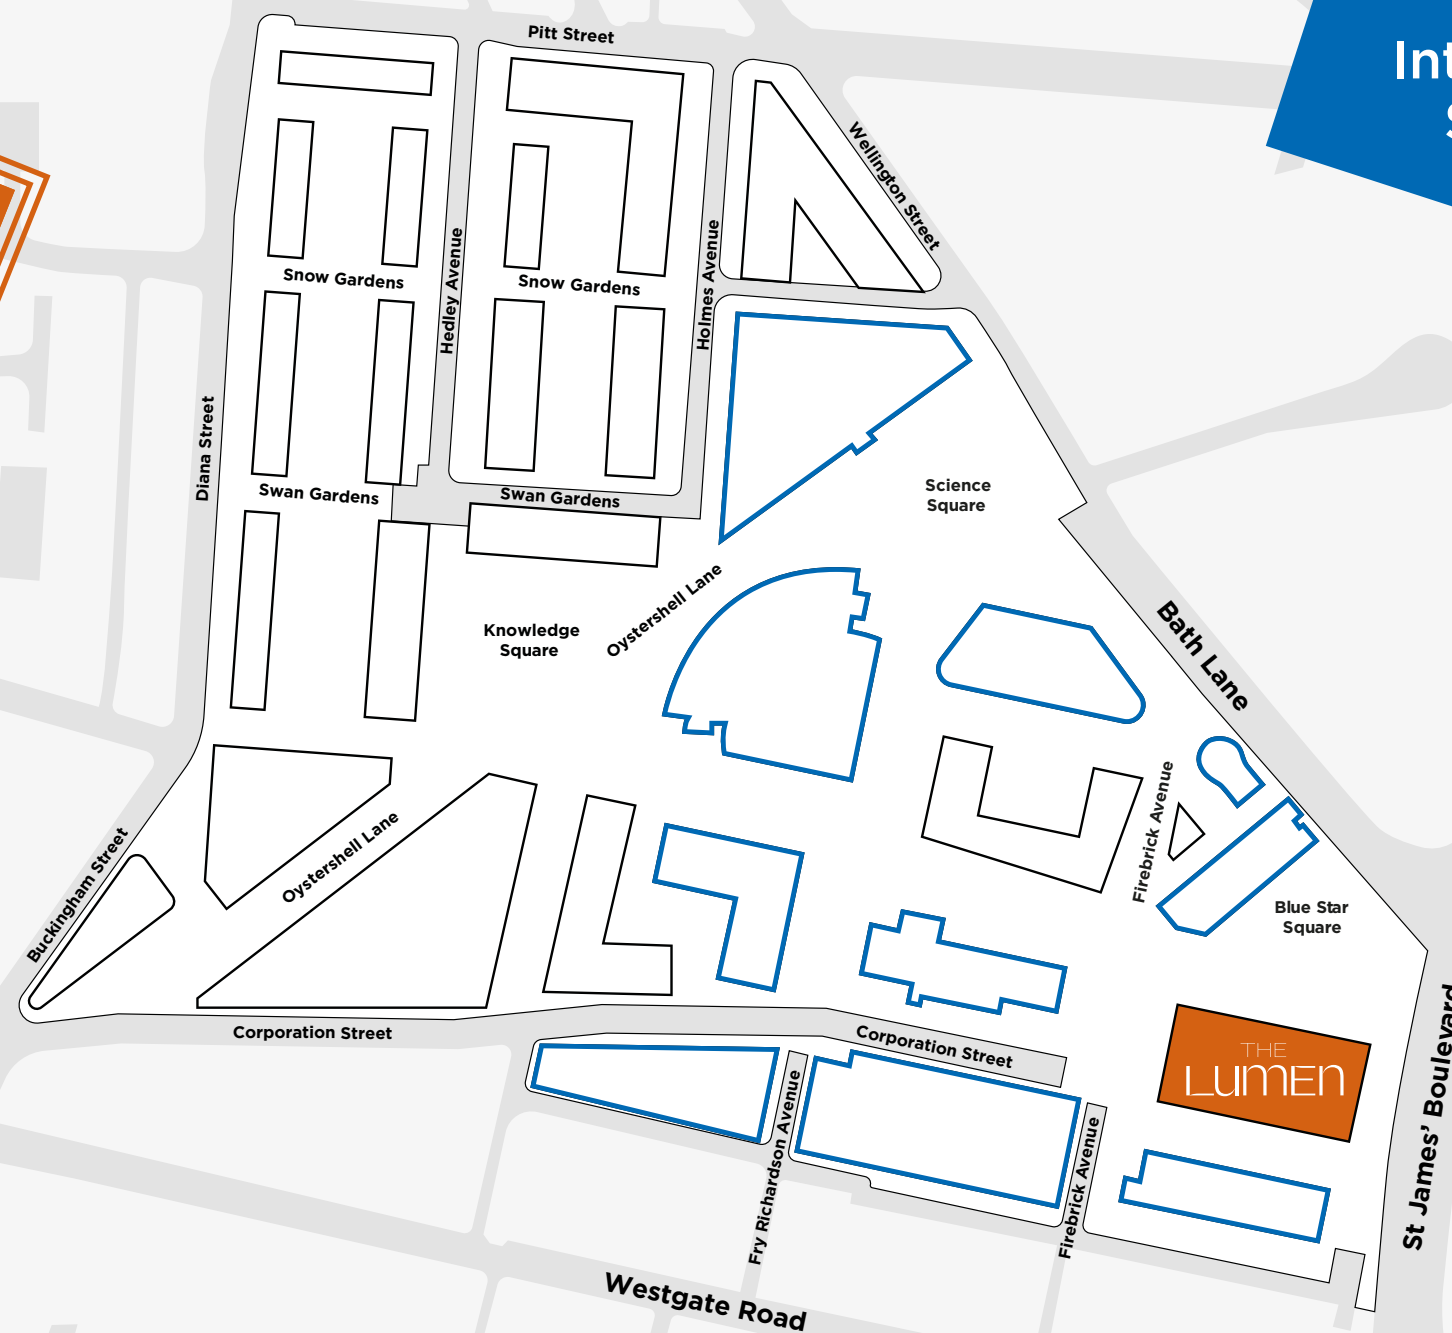 Pitt Street
Int
Wellington Street
Snow Gardens
Snow Gardens
Hedley Avenue
Holmes Avenue
Diana Street
Swan Gardens
Swan Gardens
Science
Square
Oystershell Lane
Knowledge
Square
Bath Lane
Firebrick Avenue
Oystershell Lane
Buckingham Street
Blue Star
Square
Corporation Street
Corporation Street
THE
LUMEN
St James' Boulevard
Fry Richardson Avenue
Firebrick Avenue
Westgate Road